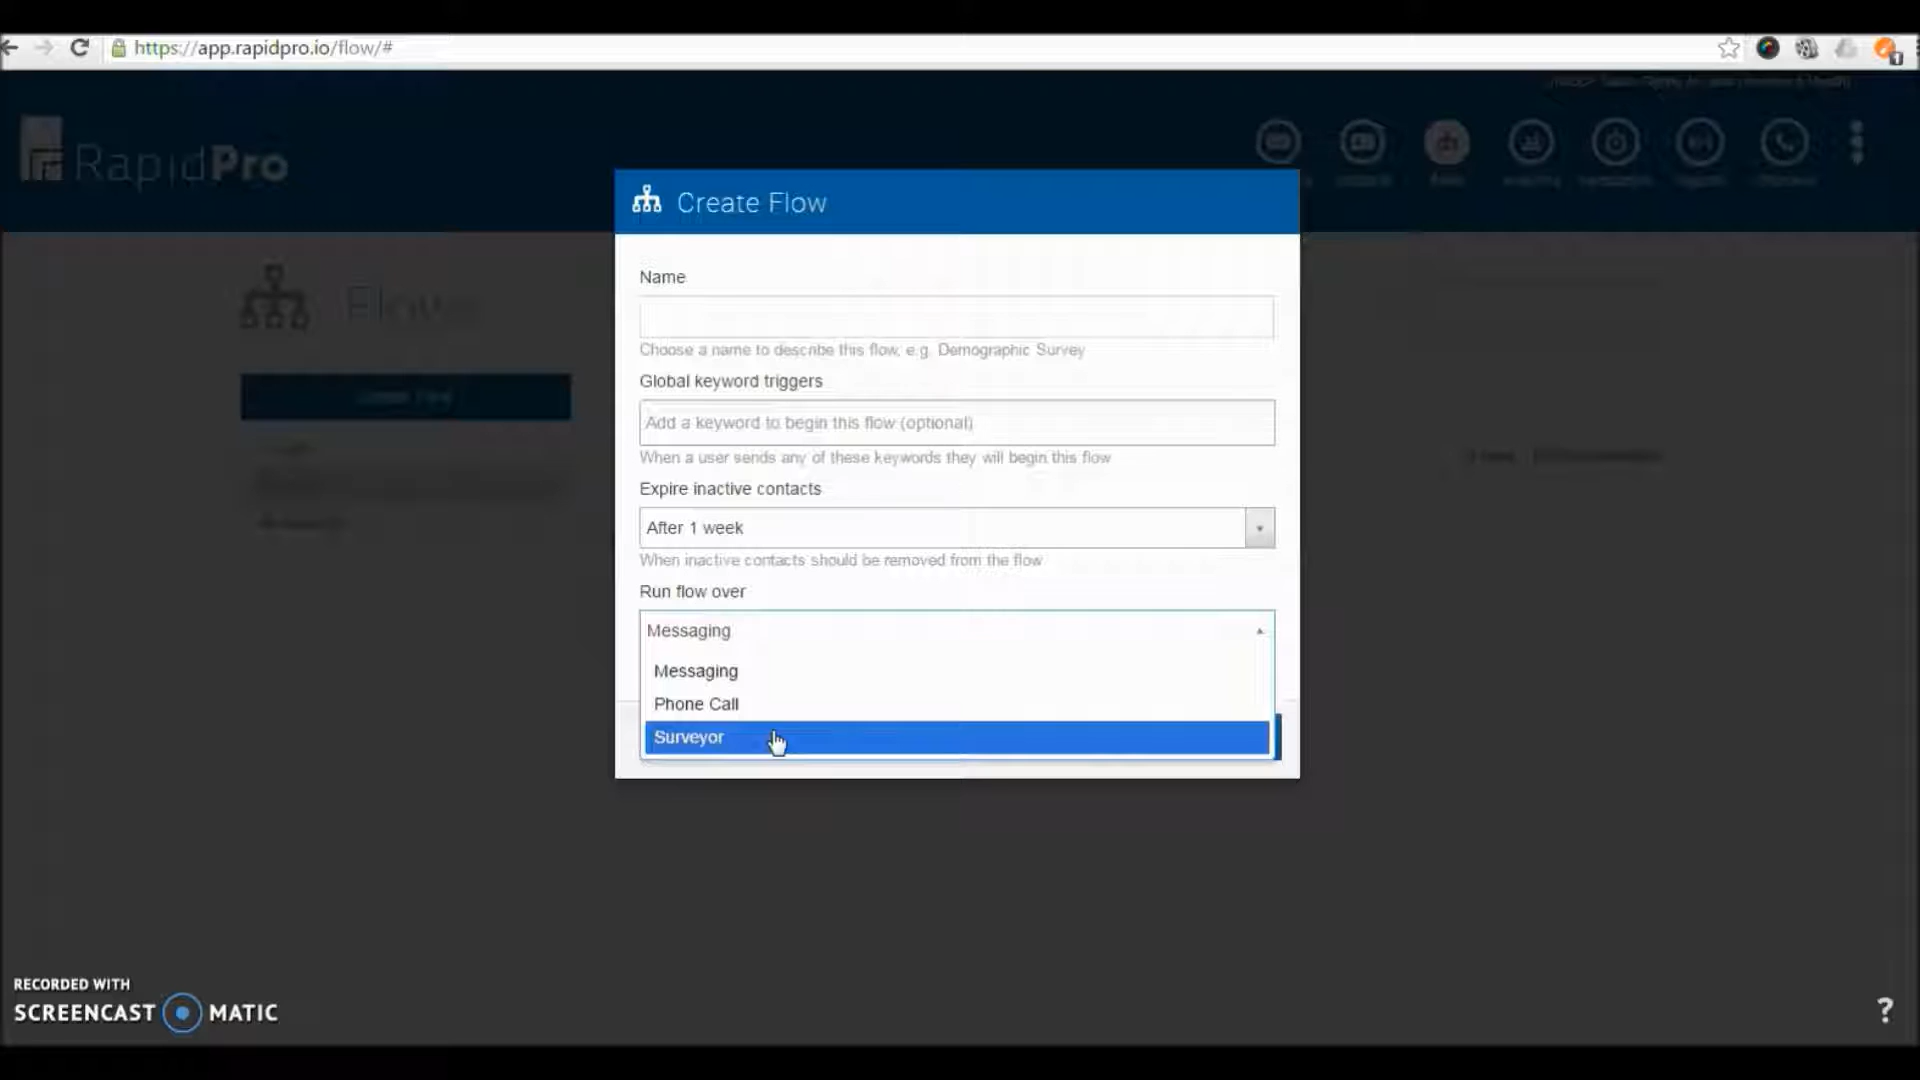 https://app.rapidpro.io/flow/#
RapidPro
Create Flow
Name
Choose a name to describe this flow, e.g. Demographic Survey
Global keyword triggers
Add a keyword to begin this flow (optional)
When a user sends any of these keywords they will begin this flow
Expire inactive contacts
After 1 week
When inactive contacts should be removed from the flow
Run flow over
Messaging
Messaging
Phone Call
Surveyor
Flows
Create Flow
RECORDED WITH
SCREENCAST MATIC
?